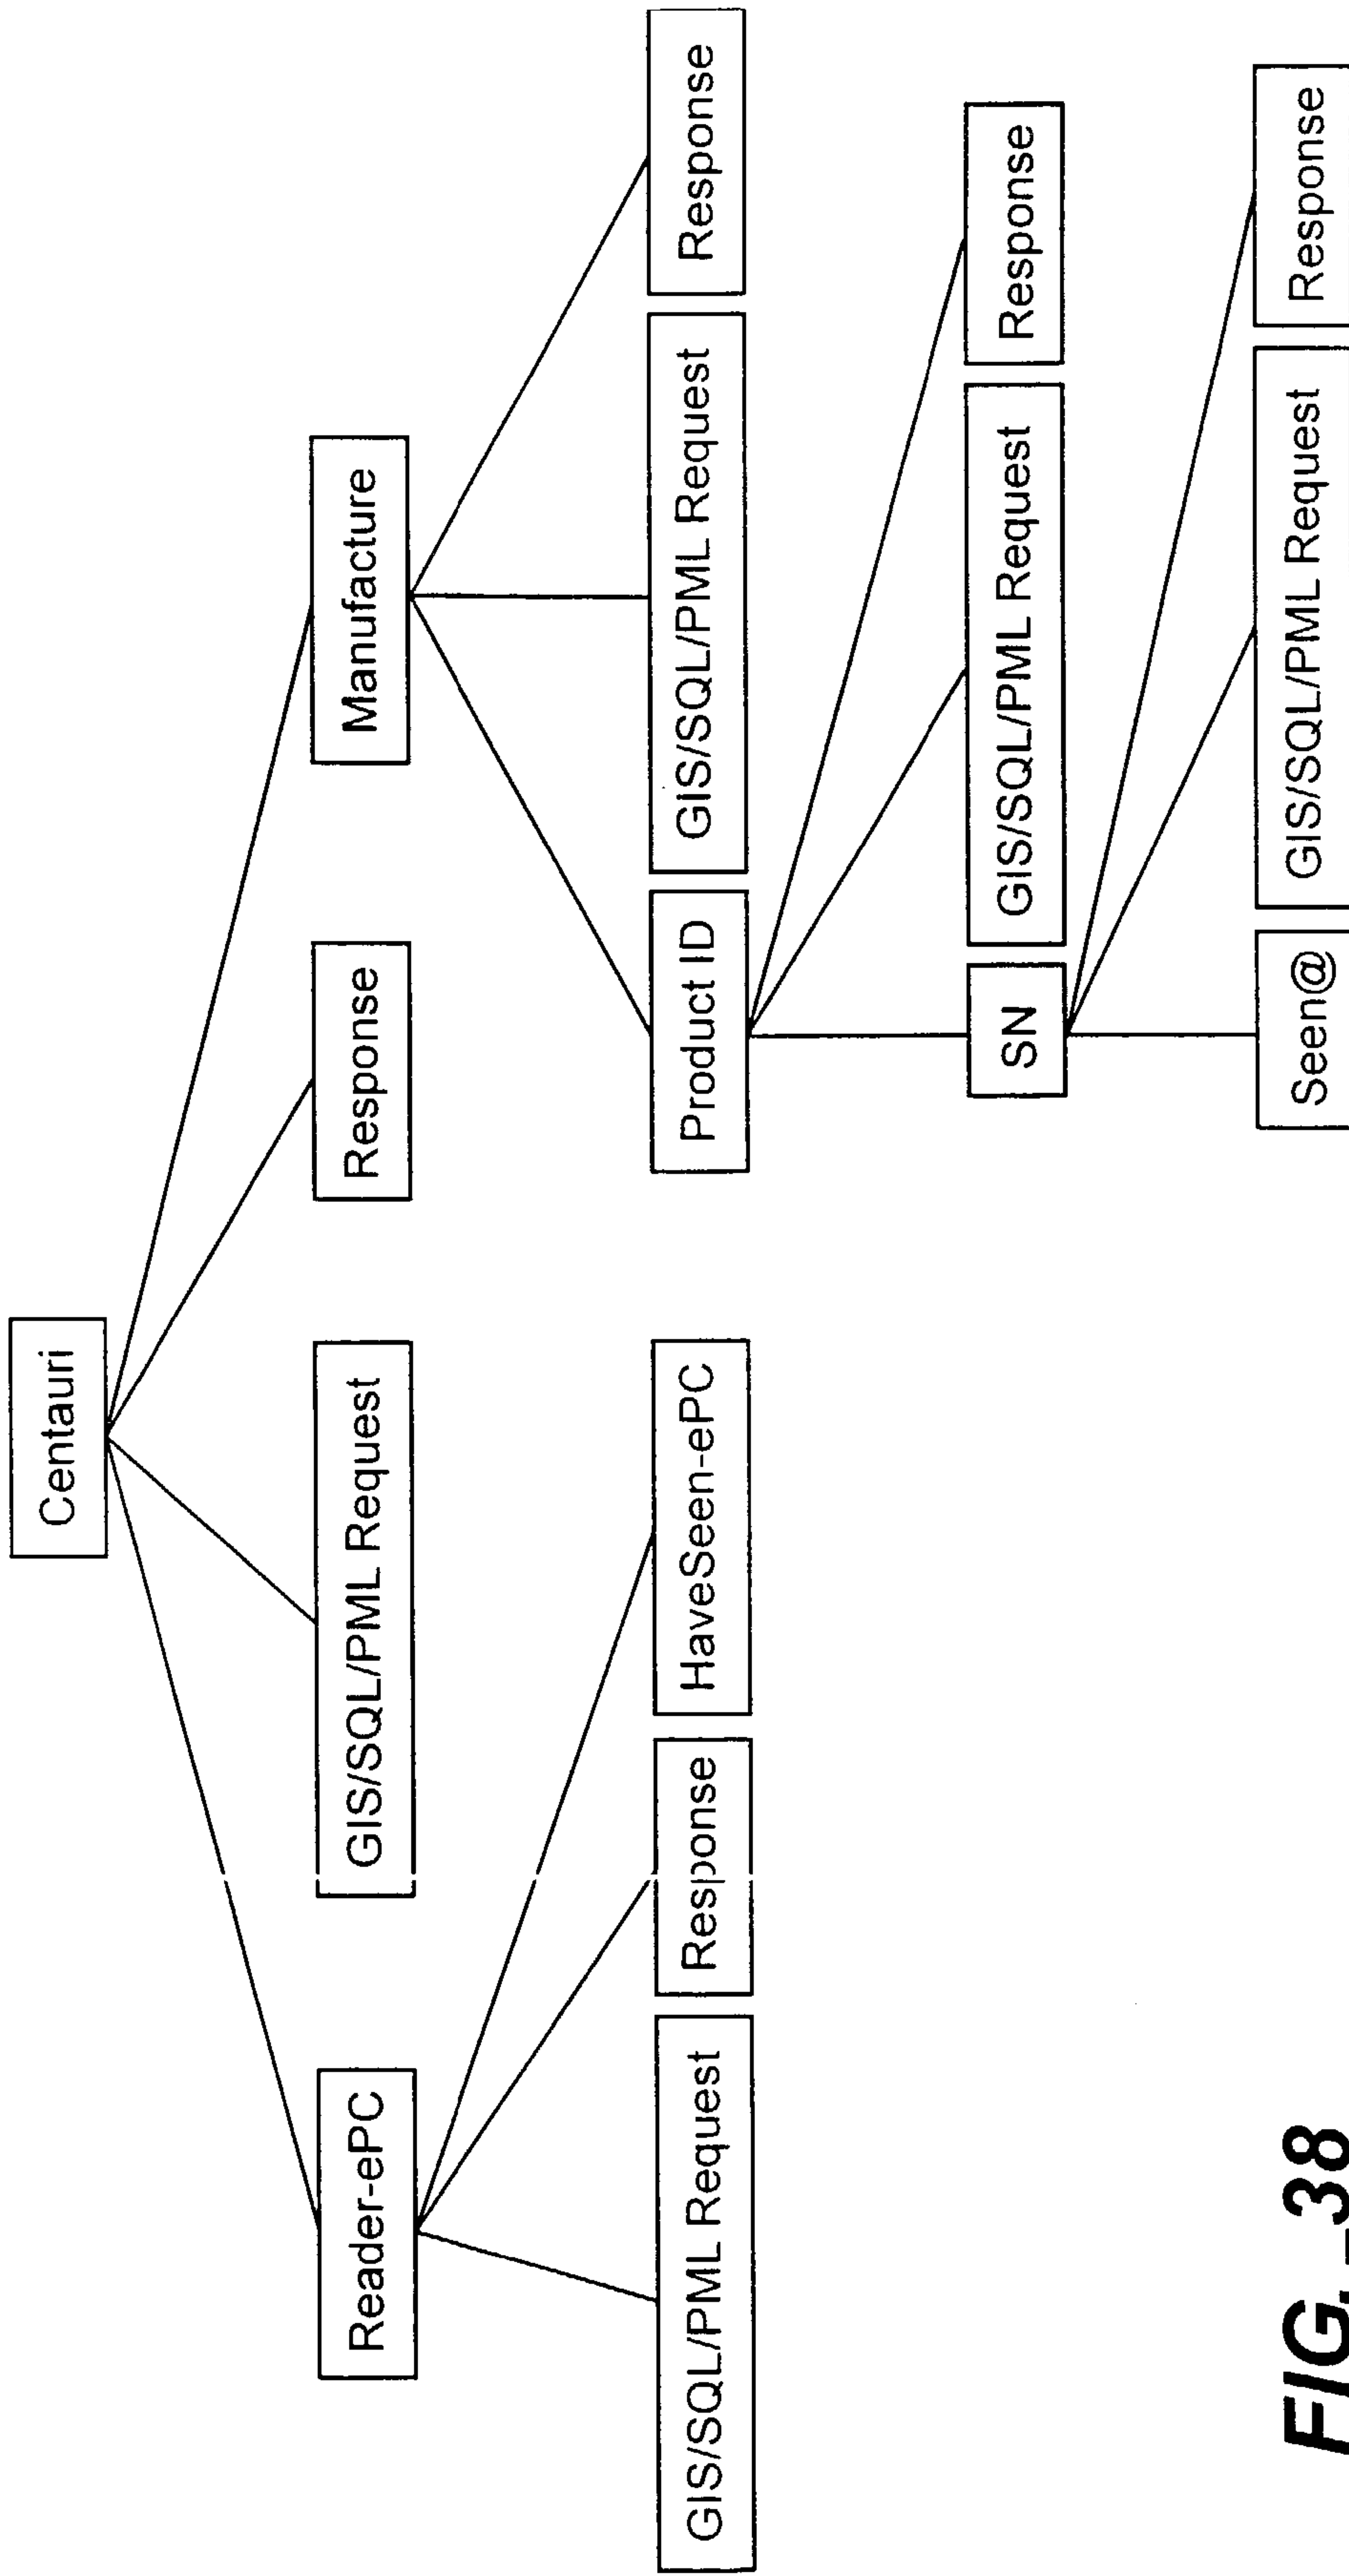 Centauri
Reader-ePC
GIS/SQL/PML Request
Response
Manufacture
GIS/SQL/PML Request
Response
HaveSeen-ePC
Product ID
GIS/SQL/PML Request
Response
SN
GIS/SQL/PML Request
Response
Seen@
GIS/SQL/PML Request
Response
FIG._38